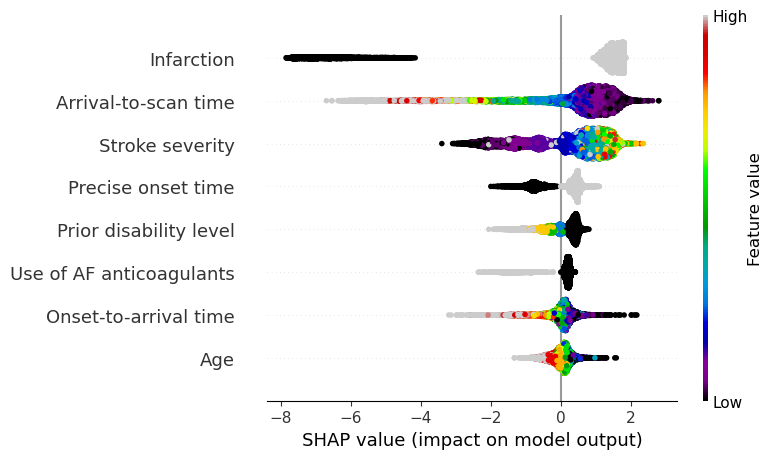 High
Infarction
Arrival-to-scan time
Stroke severity
Precise onset time
Prior disability level
Use of AF anticoagulants
Onset-to-arrival time
Age
Feature value
Low
−8 −6 −4 −2 0 2
SHAP value (impact on model output)